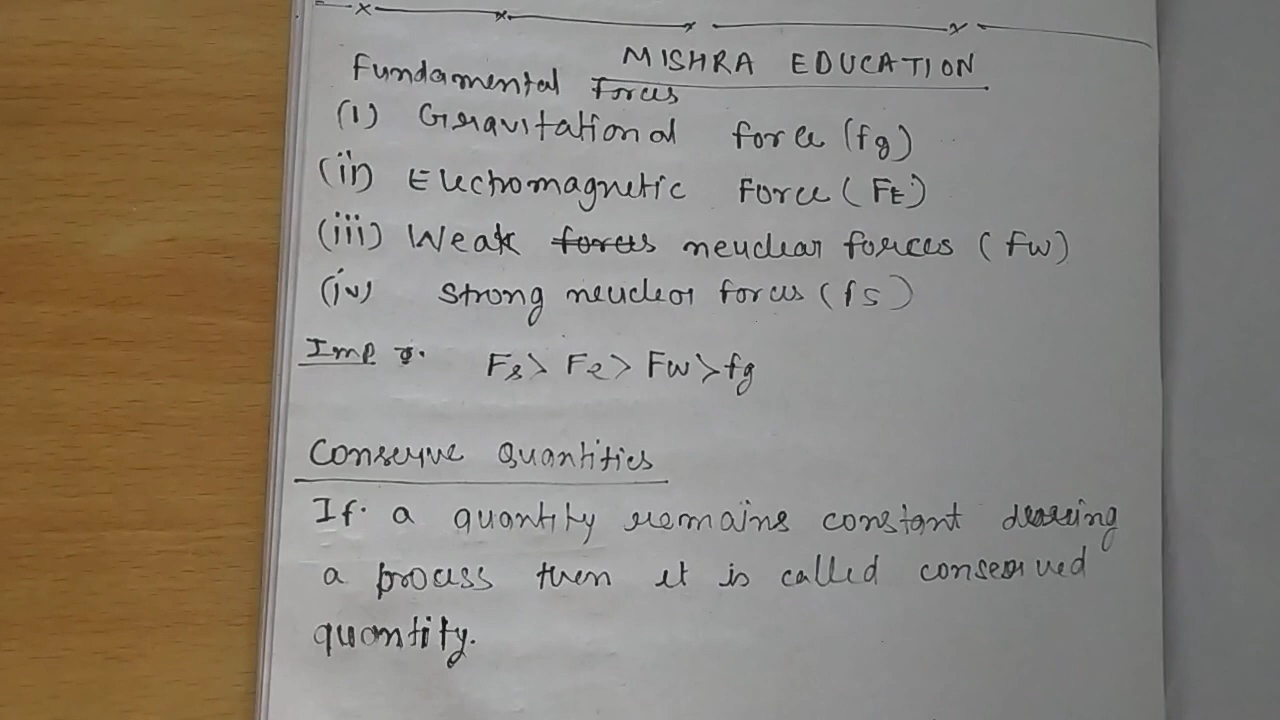 MISHRA EDUCATION
Fundamental Forces
(i) Gravitational force (fg)
(ii) Electromagnetic Force (FE)
(iii) Weak forces neuclear forces (fw)
(iv) Strong neuclear forces (fs)
Imp :- Fs > Fe > Fw > fg
Conserve Quantities
If a quantity remains constant during
a process then it is called conserved
quantity.